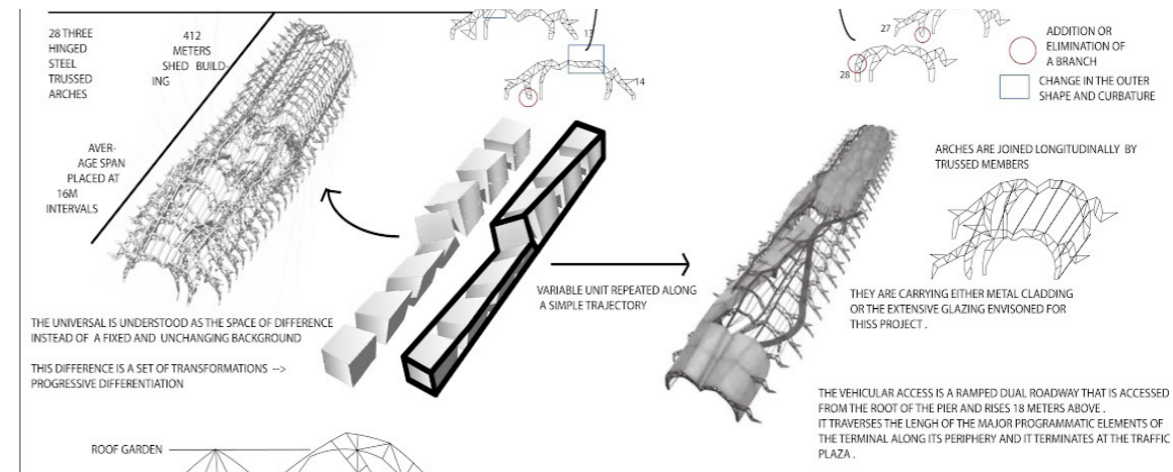 28 THREE
HINGED
STEEL
TRUSSED
ARCHES
412
METERS
SHED BUILD-
ING
AVER-
AGE SPAN
PLACED AT
16M
INTERVALS
13
14
27
28
ADDITION OR
ELIMINATION OF
A BRANCH
CHANGE IN THE OUTER
SHAPE AND CURBATURE
ARCHES ARE JOINED LONGITUDINALLY BY
TRUSSED MEMBERS
VARIABLE UNIT REPEATED ALONG
A SIMPLE TRAJECTORY
THEY ARE CARRYING EITHER METAL CLADDING
OR THE EXTENSIVE GLAZING ENVISONED FOR
THISS PROJECT .
THE UNIVERSAL IS UNDERSTOOD AS THE SPACE OF DIFFERENCE
INSTEAD OF A FIXED AND UNCHANGING BACKGROUND
THIS DIFFERENCE IS A SET OF TRANSFORMATIONS -->
PROGRESSIVE DIFFERENTIATION
THE VEHICULAR ACCESS IS A RAMPED DUAL ROADWAY THAT IS ACCESSED
FROM THE ROOT OF THE PIER AND RISES 18 METERS ABOVE .
IT TRAVERSES THE LENGH OF THE MAJOR PROGRAMMATIC ELEMENTS OF
THE TERMINAL ALONG ITS PERIPHERY AND IT TERMINATES AT THE TRAFFIC
PLAZA .
ROOF GARDEN